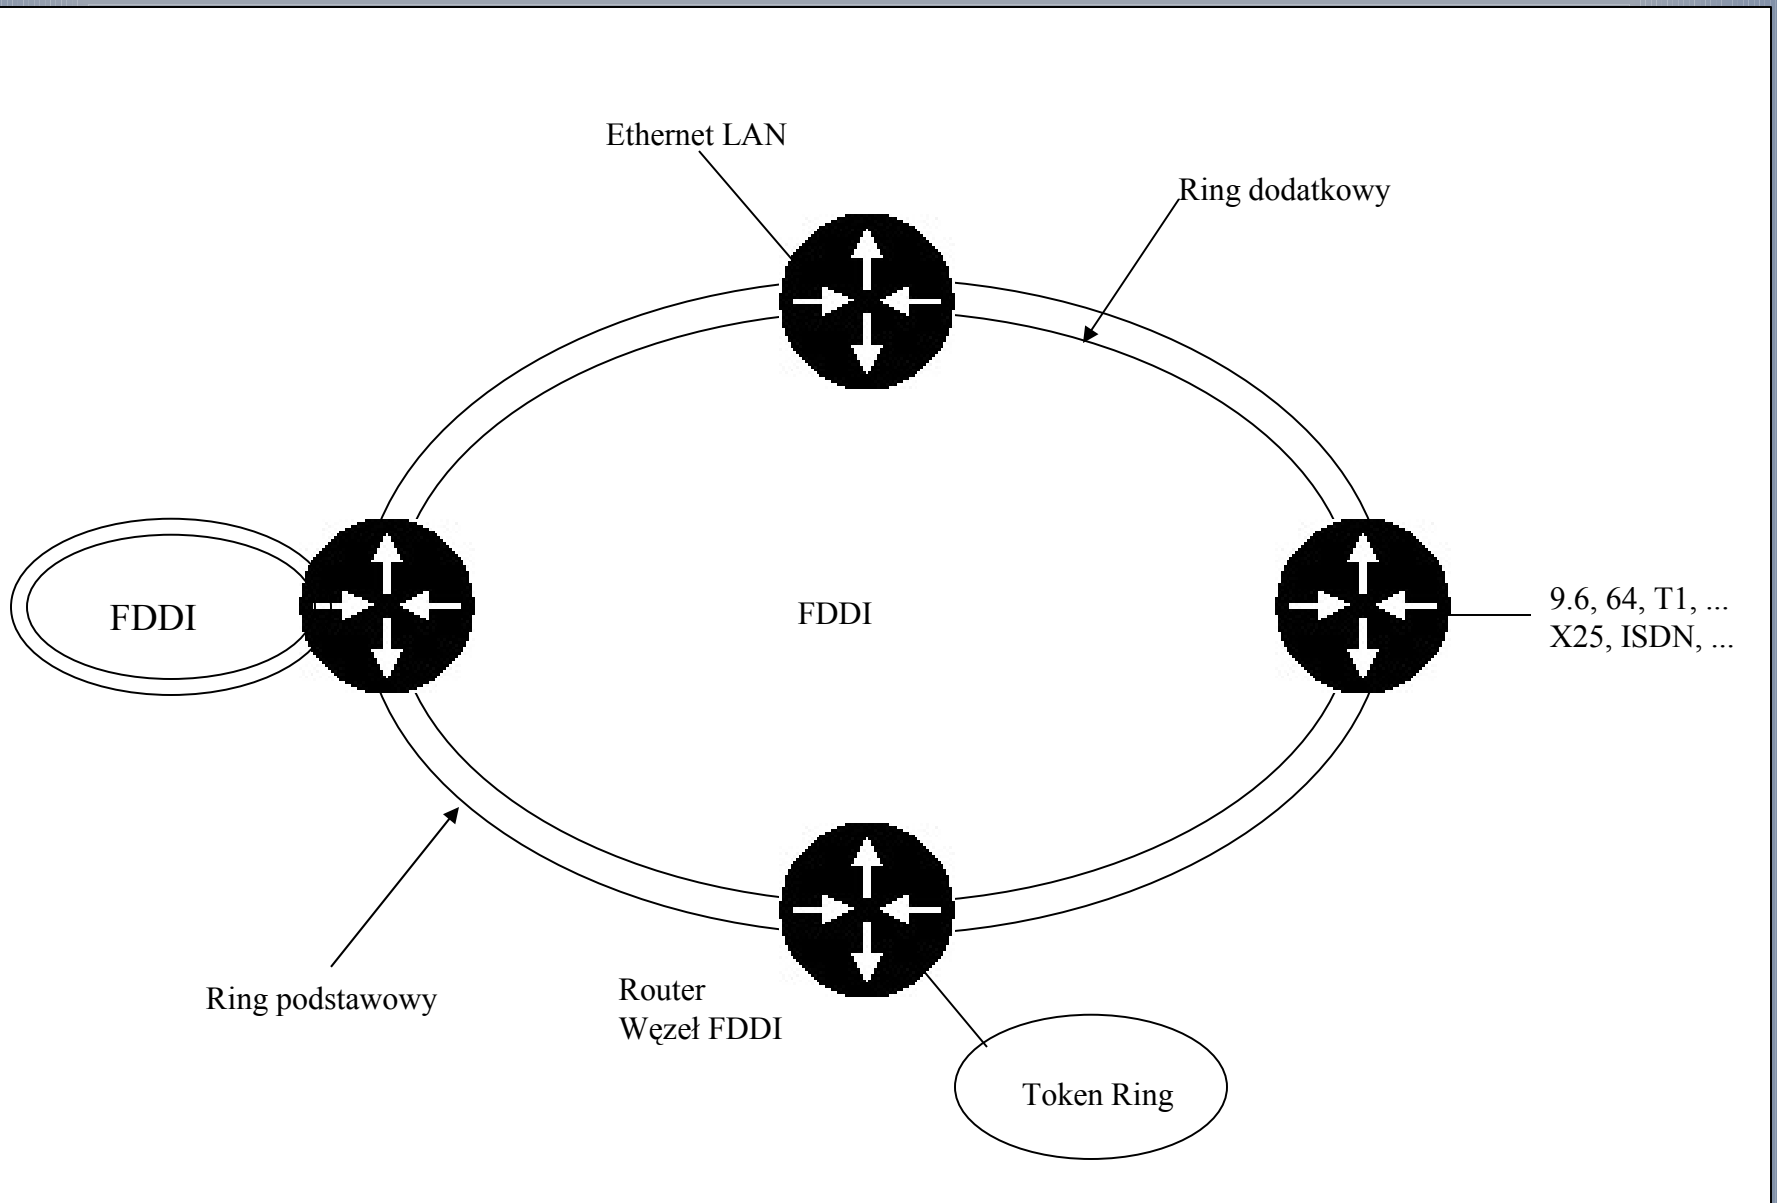 Ethernet LAN
Ring dodatkowy
FDDI
FDDI
9.6, 64, T1, ...
X25, ISDN, ...
Ring podstawowy
Router
Węzeł FDDI
Token Ring